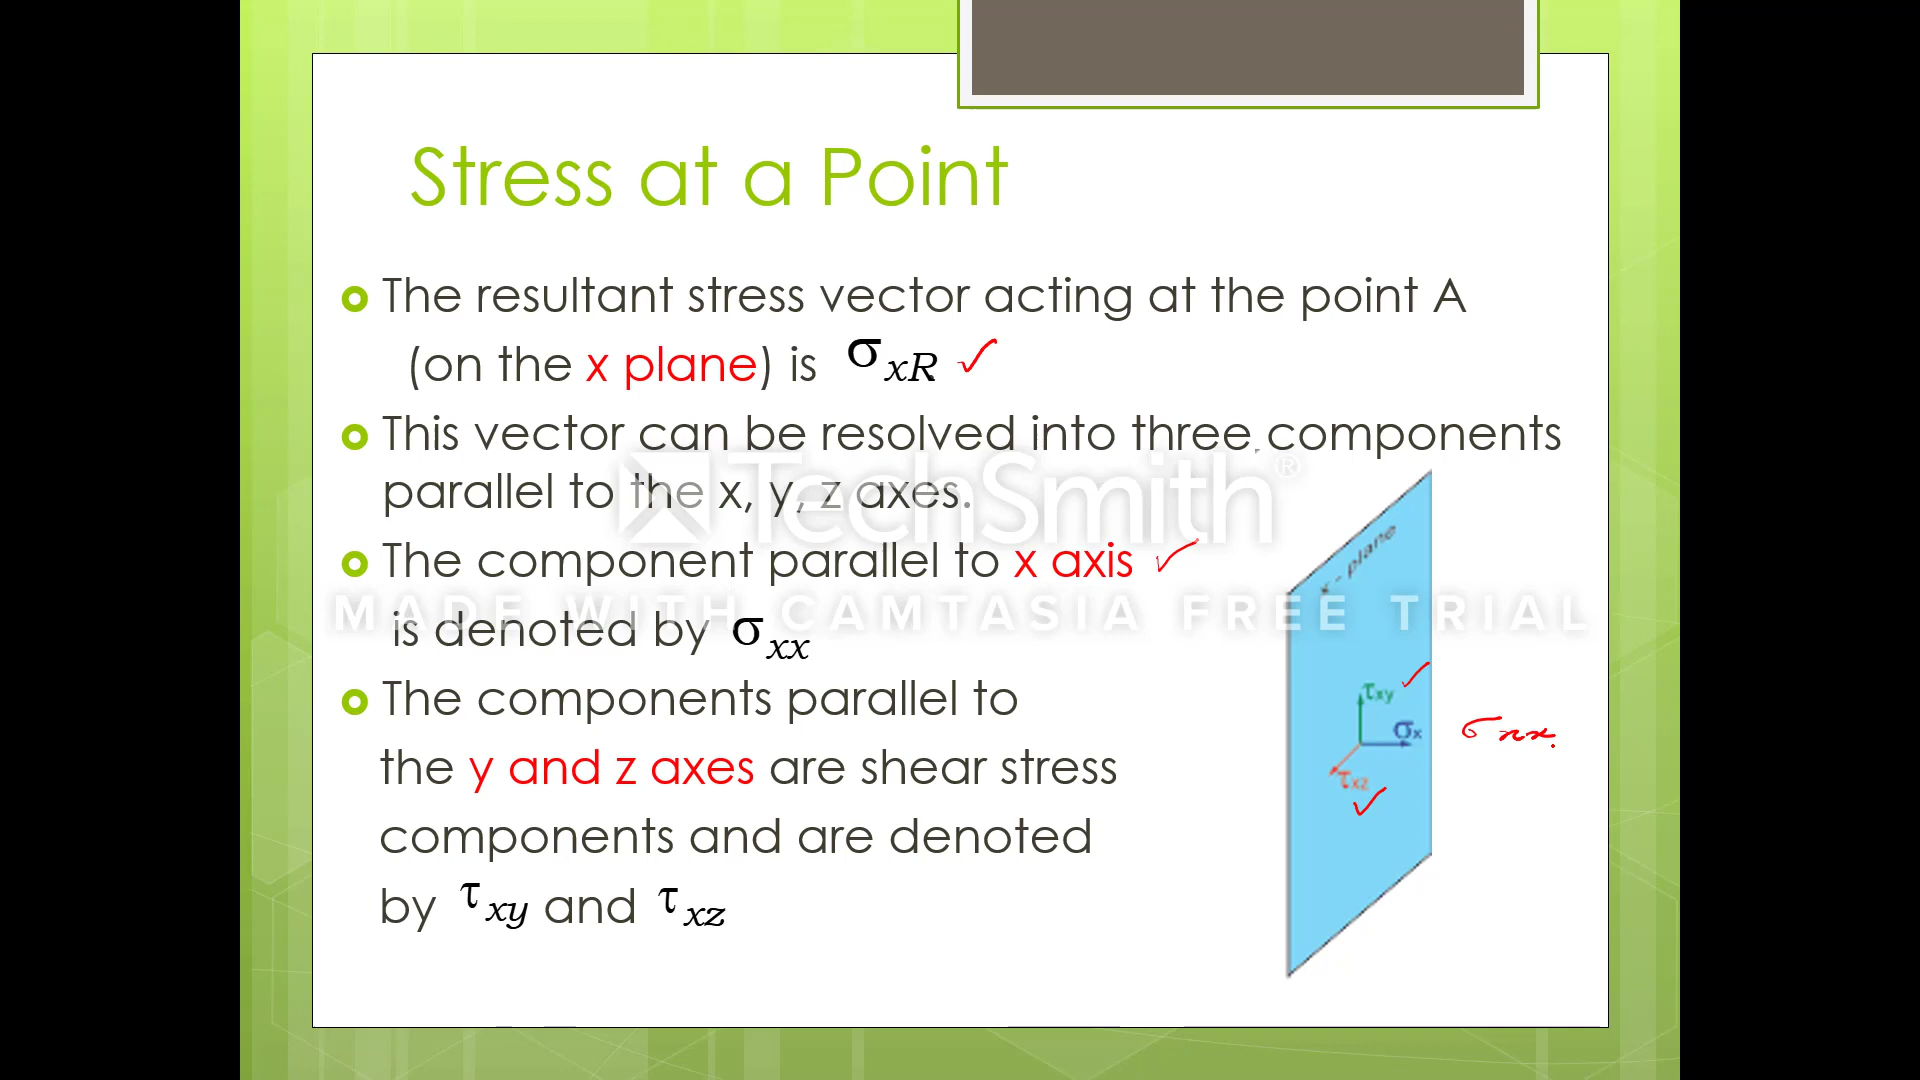 Stress at a Point
The resultant stress vector acting at the point A
(on the x plane) is σxR ✓
This vector can be resolved into three components
parallel to the x, y, z axes.
TechSmith®
The component parallel to x axis ✓
MADE WITH CAMTASIA FREE TRIAL
is denoted by σxx
The components parallel to
the y and z axes are shear stress
components and are denoted
by τxy and τxz
x - plane
τxy ✓
σx
σxx.
τxz
✓